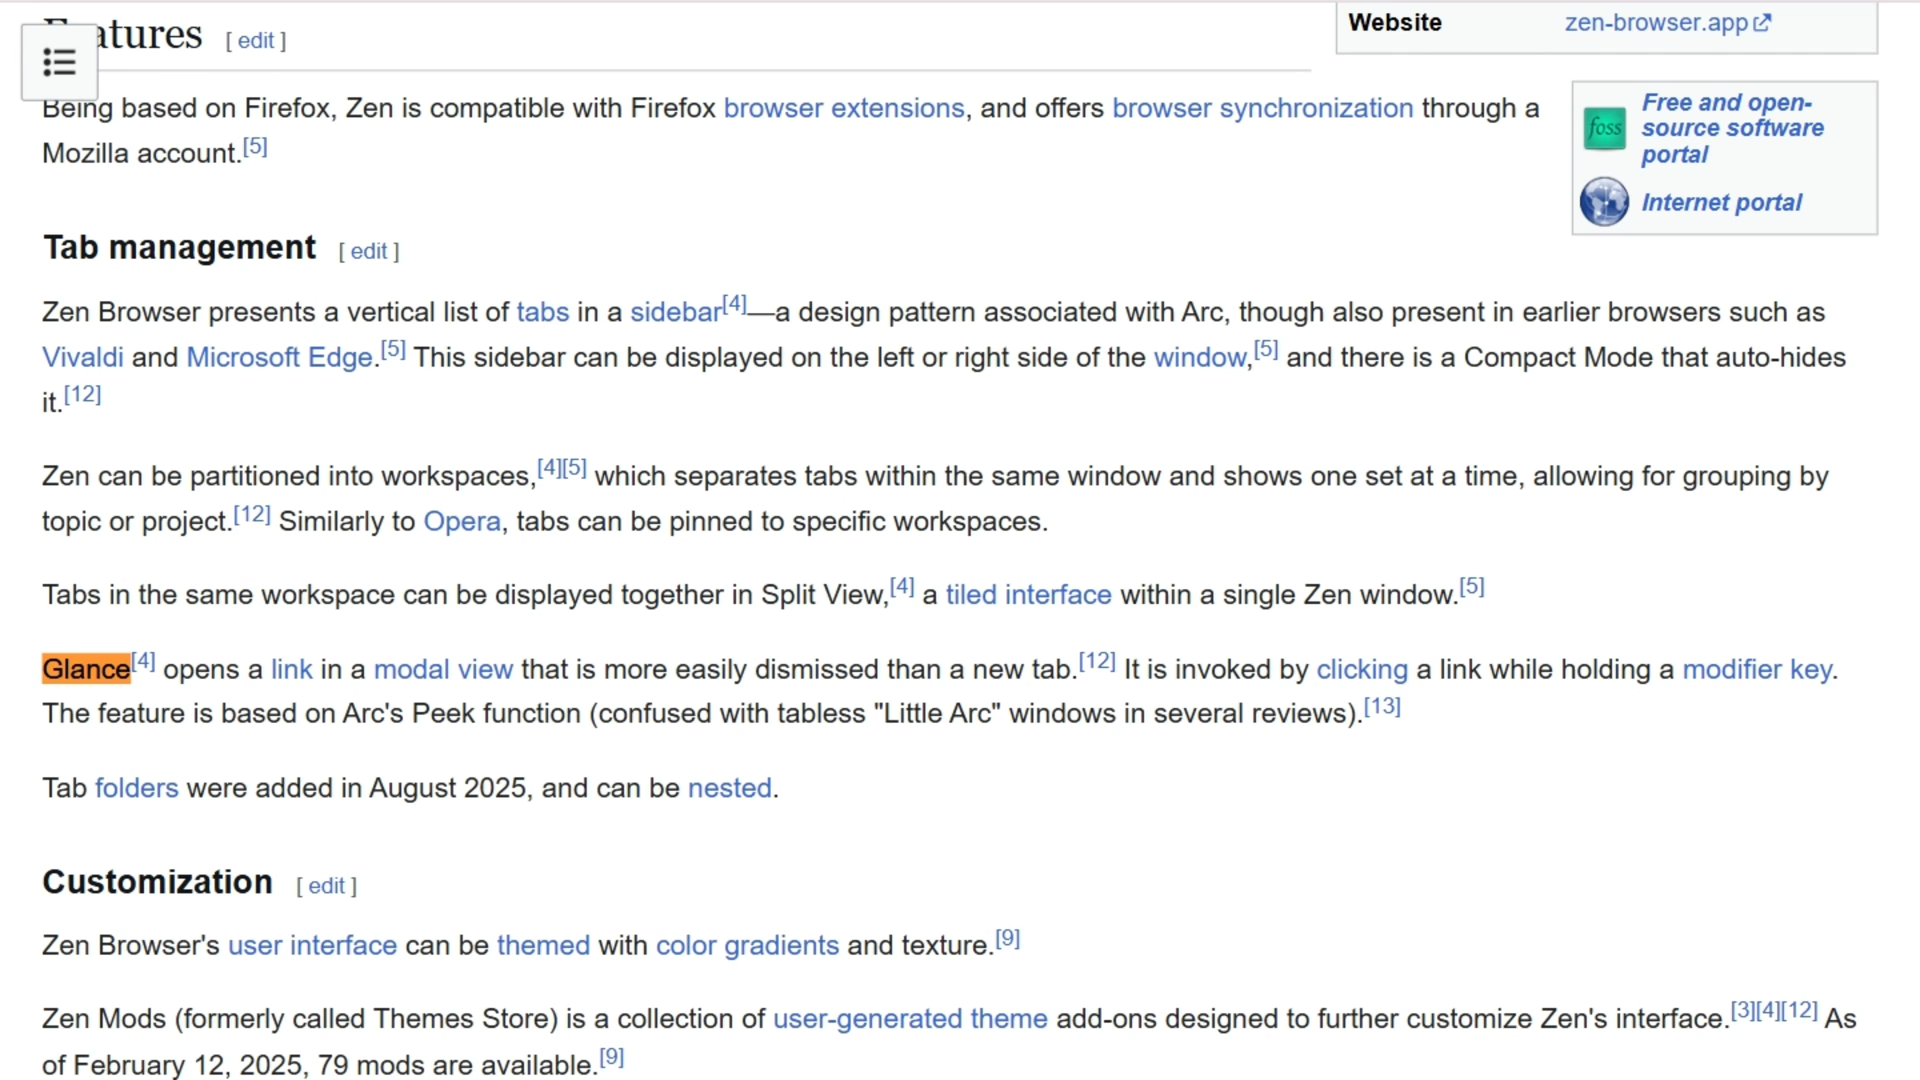 Features [ edit ]
Website zen-browser.app
Being based on Firefox, Zen is compatible with Firefox browser extensions, and offers browser synchronization through a
Mozilla account.[5]
Free and open-
source software
portal
foss
Internet portal
Tab management [ edit ]
Zen Browser presents a vertical list of tabs in a sidebar[4]—a design pattern associated with Arc, though also present in earlier browsers such as
Vivaldi and Microsoft Edge.[5] This sidebar can be displayed on the left or right side of the window,[5] and there is a Compact Mode that auto-hides
it.[12]
Zen can be partitioned into workspaces,[4][5] which separates tabs within the same window and shows one set at a time, allowing for grouping by
topic or project.[12] Similarly to Opera, tabs can be pinned to specific workspaces.
Tabs in the same workspace can be displayed together in Split View,[4] a tiled interface within a single Zen window.[5]
Glance[4] opens a link in a modal view that is more easily dismissed than a new tab.[12] It is invoked by clicking a link while holding a modifier key.
The feature is based on Arc's Peek function (confused with tabless "Little Arc" windows in several reviews).[13]
Tab folders were added in August 2025, and can be nested.
Customization [ edit ]
Zen Browser's user interface can be themed with color gradients and texture.[9]
Zen Mods (formerly called Themes Store) is a collection of user-generated theme add-ons designed to further customize Zen's interface.[3][4][12] As
of February 12, 2025, 79 mods are available.[9]